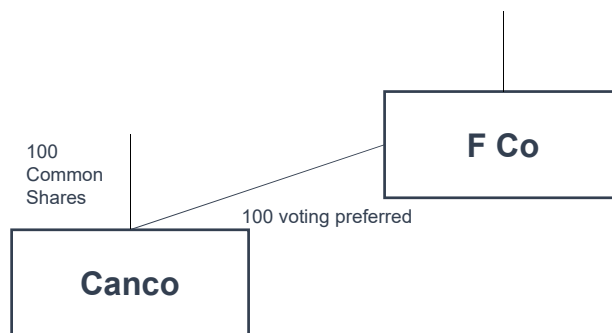 F Co
100
Common
Shares
100 voting preferred
Canco